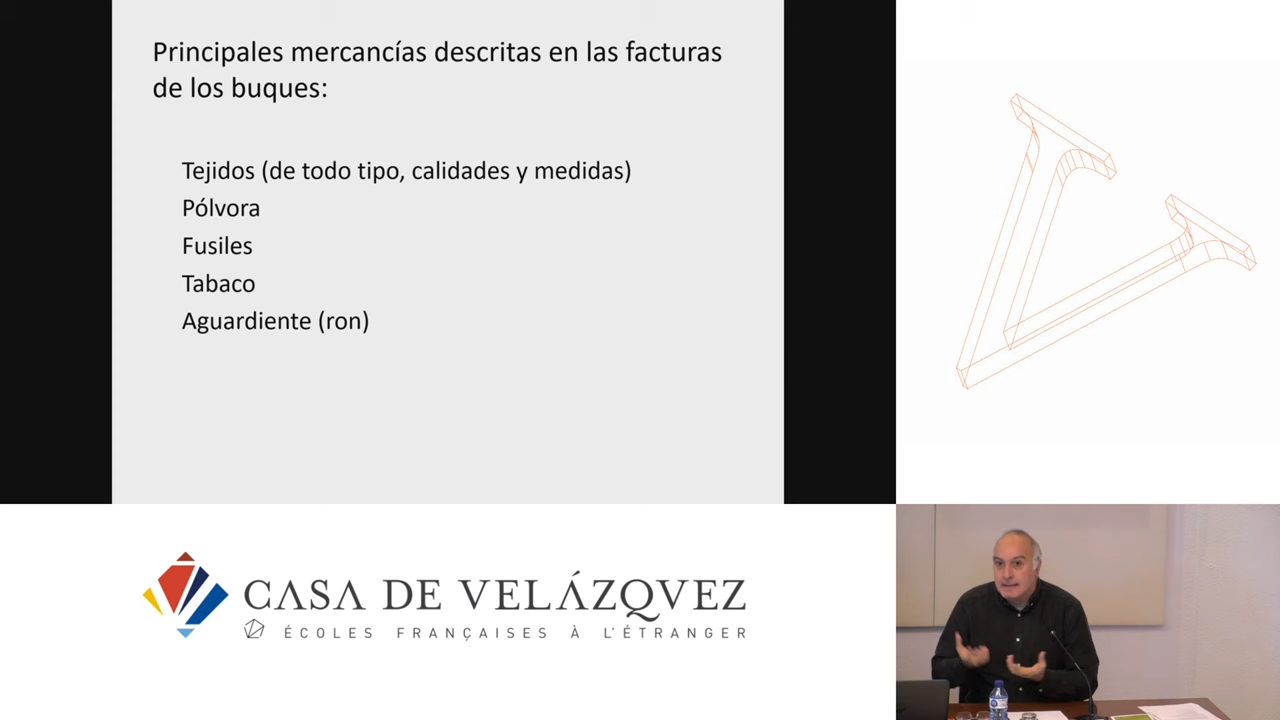 Principales mercancías descritas en las facturas
de los buques:
Tejidos (de todo tipo, calidades y medidas)
Pólvora
Fusiles
Tabaco
Aguardiente (ron)
CASA DE VELÁZQVEZ
ÉCOLES FRANÇAISES À L'ÉTRANGER